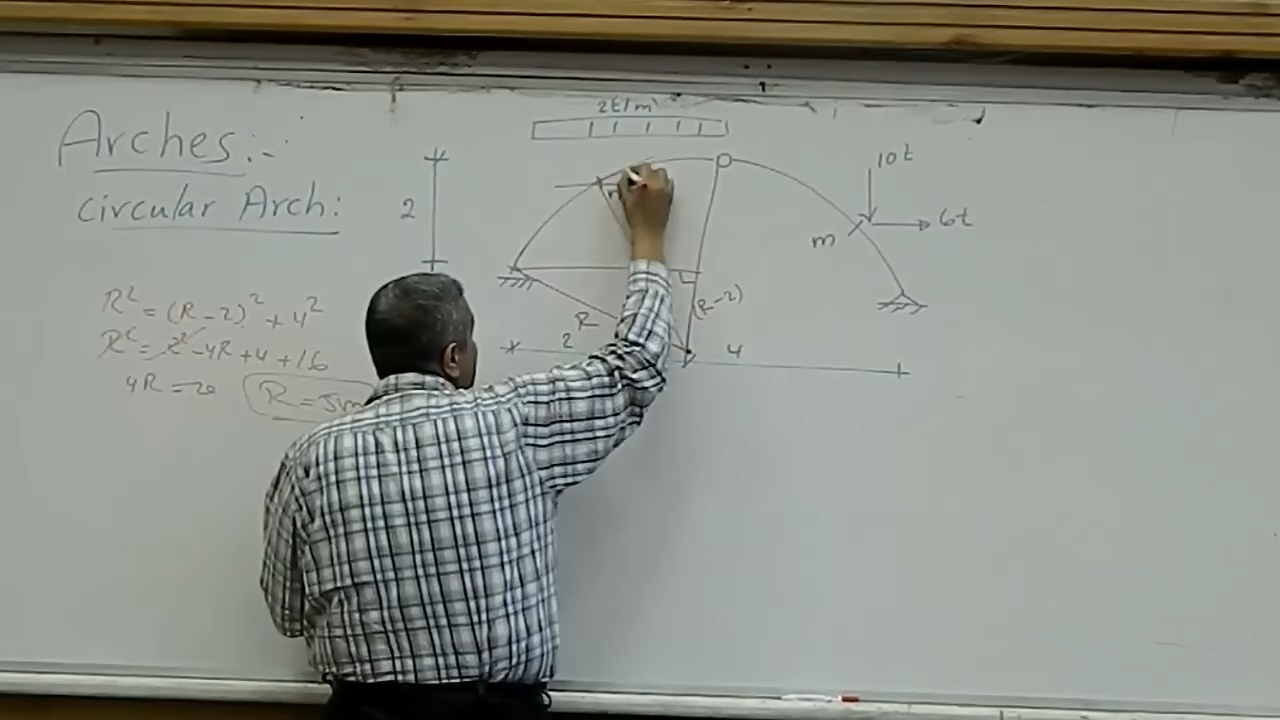 Arches:-
circular Arch:
R² = (R-2)² + 4²
R² = R² -4R +4 +16
4R = 20
R = 5m
2
2t/m'
10t
6t
m
n
R
(R-2)
2
4